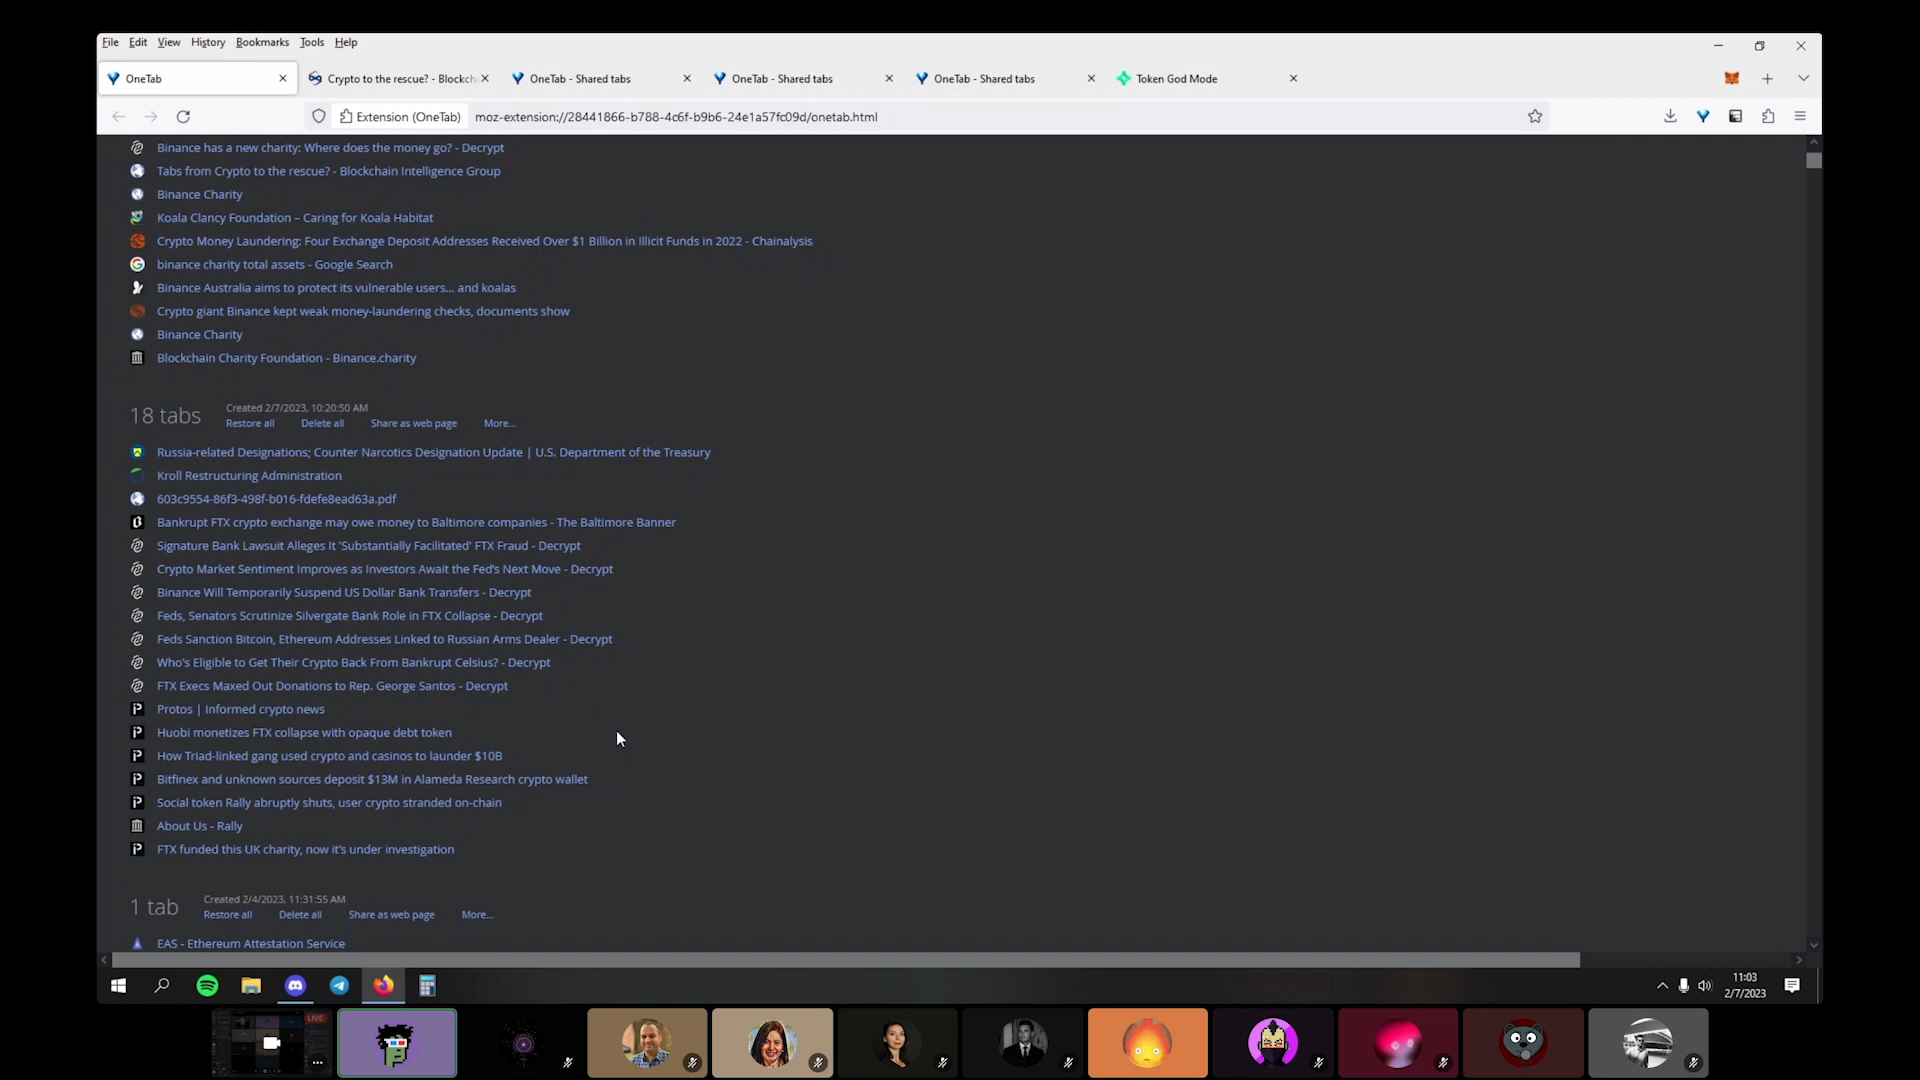 File Edit View History Bookmarks Tools Help
OneTab
Crypto to the rescue? - Blockch
OneTab - Shared tabs
OneTab - Shared tabs
OneTab - Shared tabs
Token God Mode
Extension (OneTab) moz-extension://28441866-b788-4c6f-b9b6-24e1a57fc09d/onetab.html
Binance has a new charity: Where does the money go? - Decrypt
Tabs from Crypto to the rescue? - Blockchain Intelligence Group
Binance Charity
Koala Clancy Foundation – Caring for Koala Habitat
Crypto Money Laundering: Four Exchange Deposit Addresses Received Over $1 Billion in Illicit Funds in 2022 - Chainalysis
binance charity total assets - Google Search
Binance Australia aims to protect its vulnerable users... and koalas
Crypto giant Binance kept weak money-laundering checks, documents show
Binance Charity
Blockchain Charity Foundation - Binance.charity
18 tabs
Created 2/7/2023, 10:20:50 AM
Restore all Delete all Share as web page More...
Russia-related Designations; Counter Narcotics Designation Update | U.S. Department of the Treasury
Kroll Restructuring Administration
603c9554-86f3-498f-b016-fdefe8ead63a.pdf
Bankrupt FTX crypto exchange may owe money to Baltimore companies - The Baltimore Banner
Signature Bank Lawsuit Alleges It 'Substantially Facilitated' FTX Fraud - Decrypt
Crypto Market Sentiment Improves as Investors Await the Fed's Next Move - Decrypt
Binance Will Temporarily Suspend US Dollar Bank Transfers - Decrypt
Feds, Senators Scrutinize Silvergate Bank Role in FTX Collapse - Decrypt
Feds Sanction Bitcoin, Ethereum Addresses Linked to Russian Arms Dealer - Decrypt
Who's Eligible to Get Their Crypto Back From Bankrupt Celsius? - Decrypt
FTX Execs Maxed Out Donations to Rep. George Santos - Decrypt
Protos | Informed crypto news
Huobi monetizes FTX collapse with opaque debt token
How Triad-linked gang used crypto and casinos to launder $10B
Bitfinex and unknown sources deposit $13M in Alameda Research crypto wallet
Social token Rally abruptly shuts, user crypto stranded on-chain
About Us - Rally
FTX funded this UK charity, now it's under investigation
1 tab
Created 2/4/2023, 11:31:55 AM
Restore all Delete all Share as web page More...
EAS - Ethereum Attestation Service
11:03
2/7/2023
LIVE